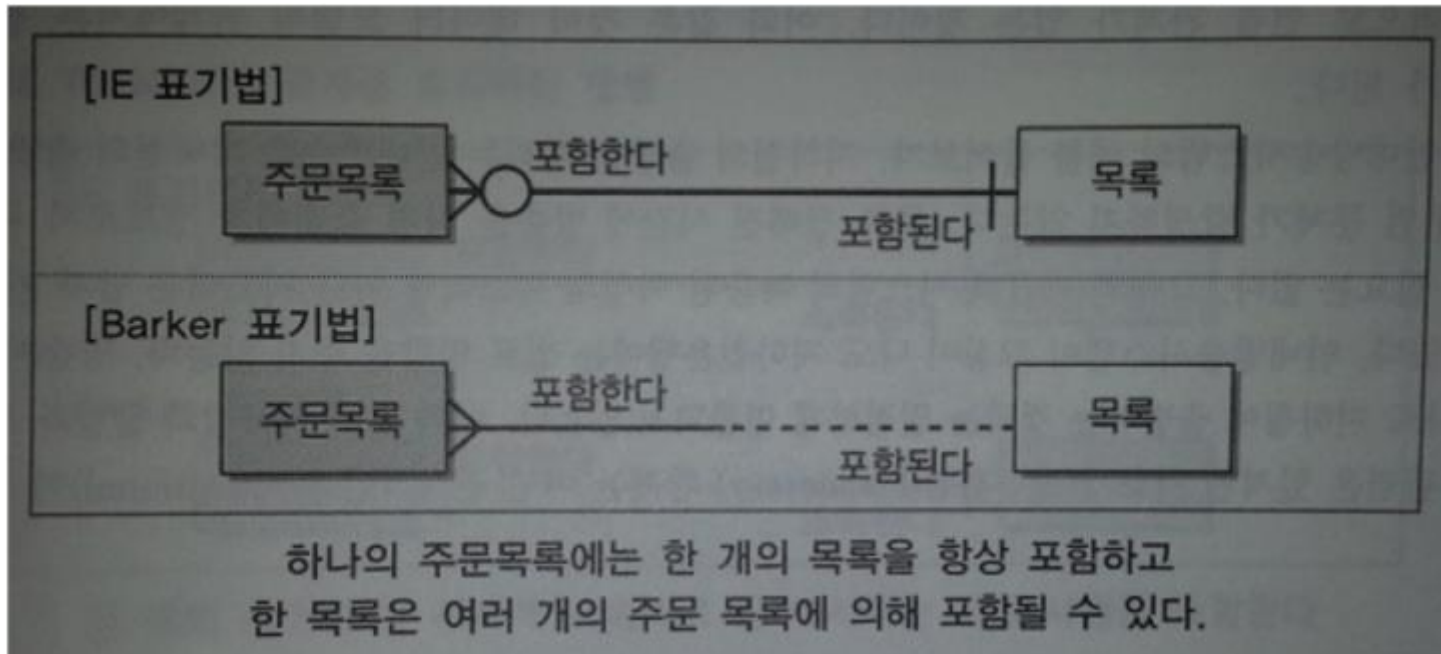 [IE 표기법]
주문목록
포함한다
포함된다
목록
[Barker 표기법]
주문목록
포함한다
포함된다
목록
하나의 주문목록에는 한 개의 목록을 항상 포함하고
한 목록은 여러 개의 주문 목록에 의해 포함될 수 있다.